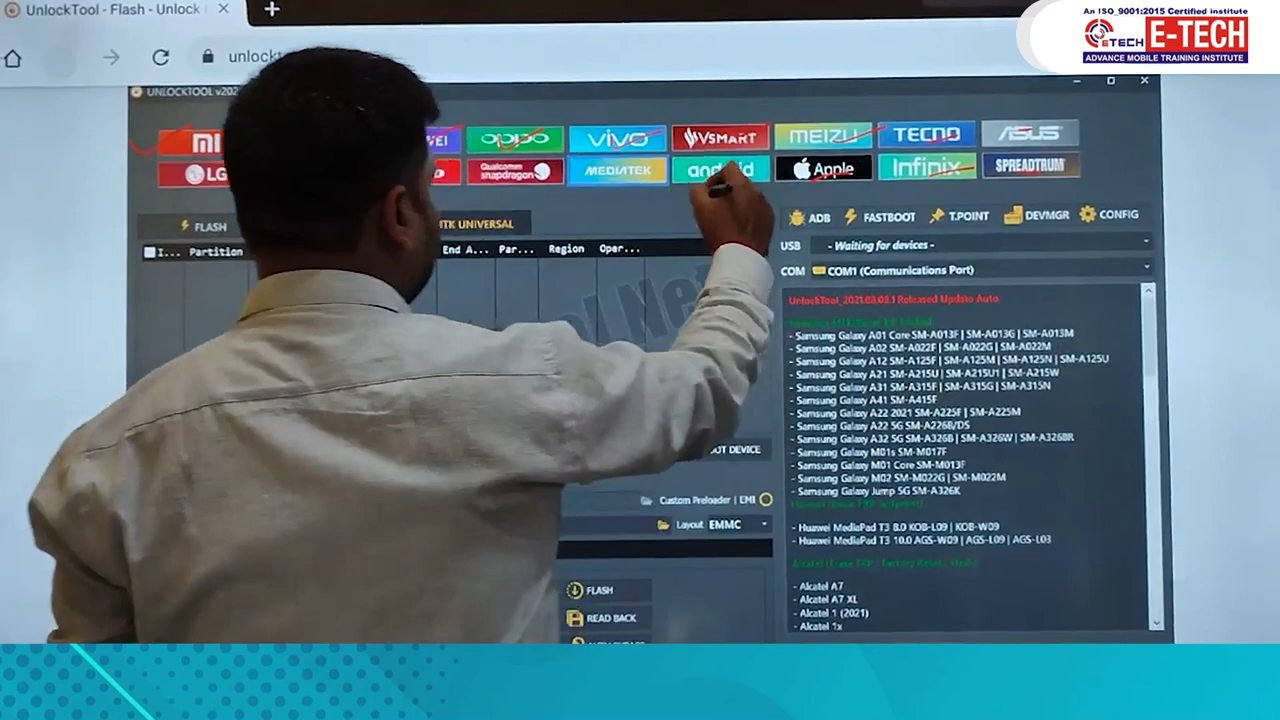 UnlockTool - Flash - Unlock
An ISO 9001:2015 Certified institute
ETECH E-TECH
ADVANCE MOBILE TRAINING INSTITUTE
unlockt
UNLOCKTOOL v202
MI
EI
oppo
vivo
VSMART
MEIZU
TECNO
ASUS
LG
Qualcomm snapdragon
MEDIATEK
android
Apple
Infinix
SPREADTRUM
FLASH
MTK UNIVERSAL
ADB
FASTBOOT
T.POINT
DEVMGR
CONFIG
I... Partition
End A... Par... Region Oper...
USB - Waiting for devices -
COM COM1 (Communications Port)
UnlockTool_2021.08.08.1 Released Update Auto
- Samsung Galaxy A01 Core SM-A013F | SM-A013G | SM-A013M
- Samsung Galaxy A02 SM-A022F | SM-A022G | SM-A022M
- Samsung Galaxy A12 SM-A125F | SM-A125M | SM-A125N | SM-A125U
- Samsung Galaxy A21 SM-A215U | SM-A215U1 | SM-A215W
- Samsung Galaxy A31 SM-A315F | SM-A315G | SM-A315N
- Samsung Galaxy A41 SM-A415F
- Samsung Galaxy A22 2021 SM-A225F | SM-A225M
- Samsung Galaxy A22 5G SM-A226B/DS
- Samsung Galaxy A32 5G SM-A326B | SM-A326W | SM-A326BR
- Samsung Galaxy M01s SM-M017F
- Samsung Galaxy M01 Core SM-M013F
- Samsung Galaxy M02 SM-M022G | SM-M022M
- Samsung Galaxy Jump 5G SM-A326K
- Huawei MediaPad T3 8.0 KOB-L09 | KOB-W09
- Huawei MediaPad T3 10.0 AGS-W09 | AGS-L09 | AGS-L03
- Alcatel A7
- Alcatel A7 XL
- Alcatel 1 (2021)
- Alcatel 1x
OT DEVICE
Custom Preloader | EMI
Layout EMMC
FLASH
READ BACK